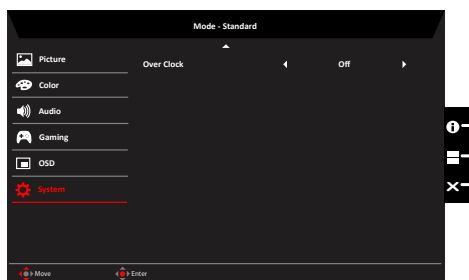 Mode - Standard
Picture
Over Clock Off
Color
Audio
Gaming
OSD
System
Move Enter